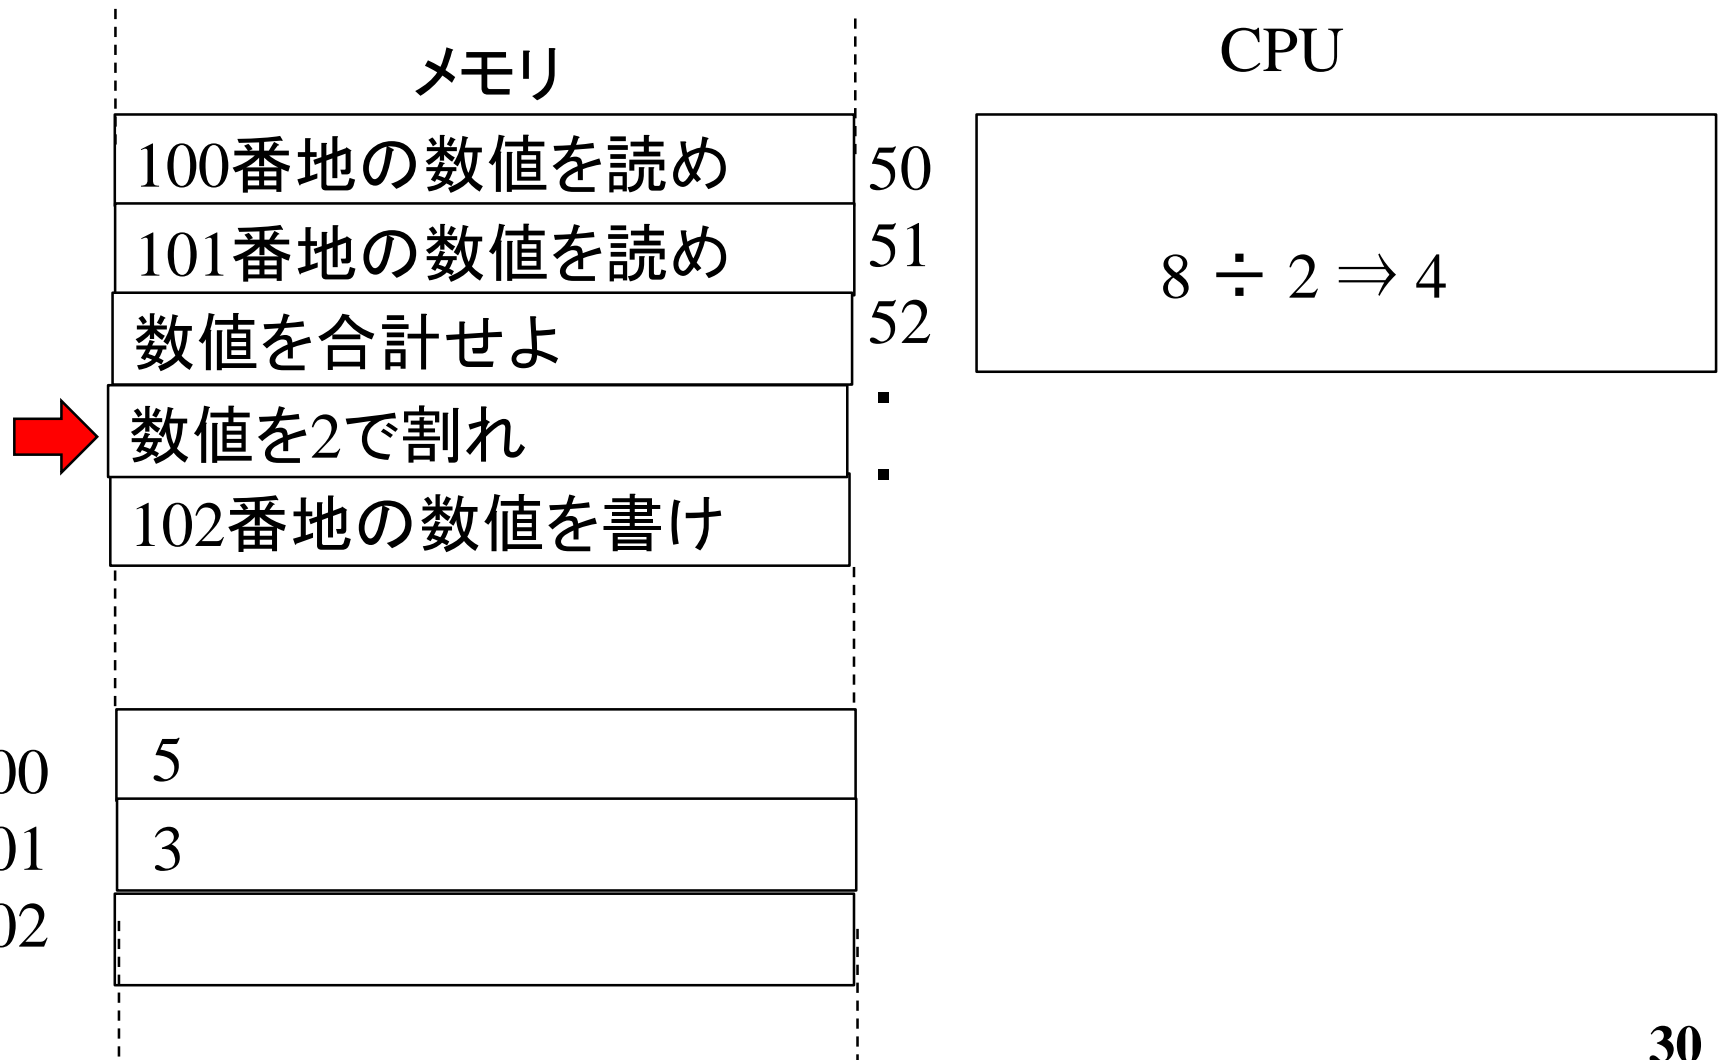 メモリ
CPU
100番地の数値を読め 50
101番地の数値を読め 51
数値を合計せよ 52
数値を2で割れ
102番地の数値を書け
8 ÷ 2 ⇒ 4
00 5
01 3
02
30